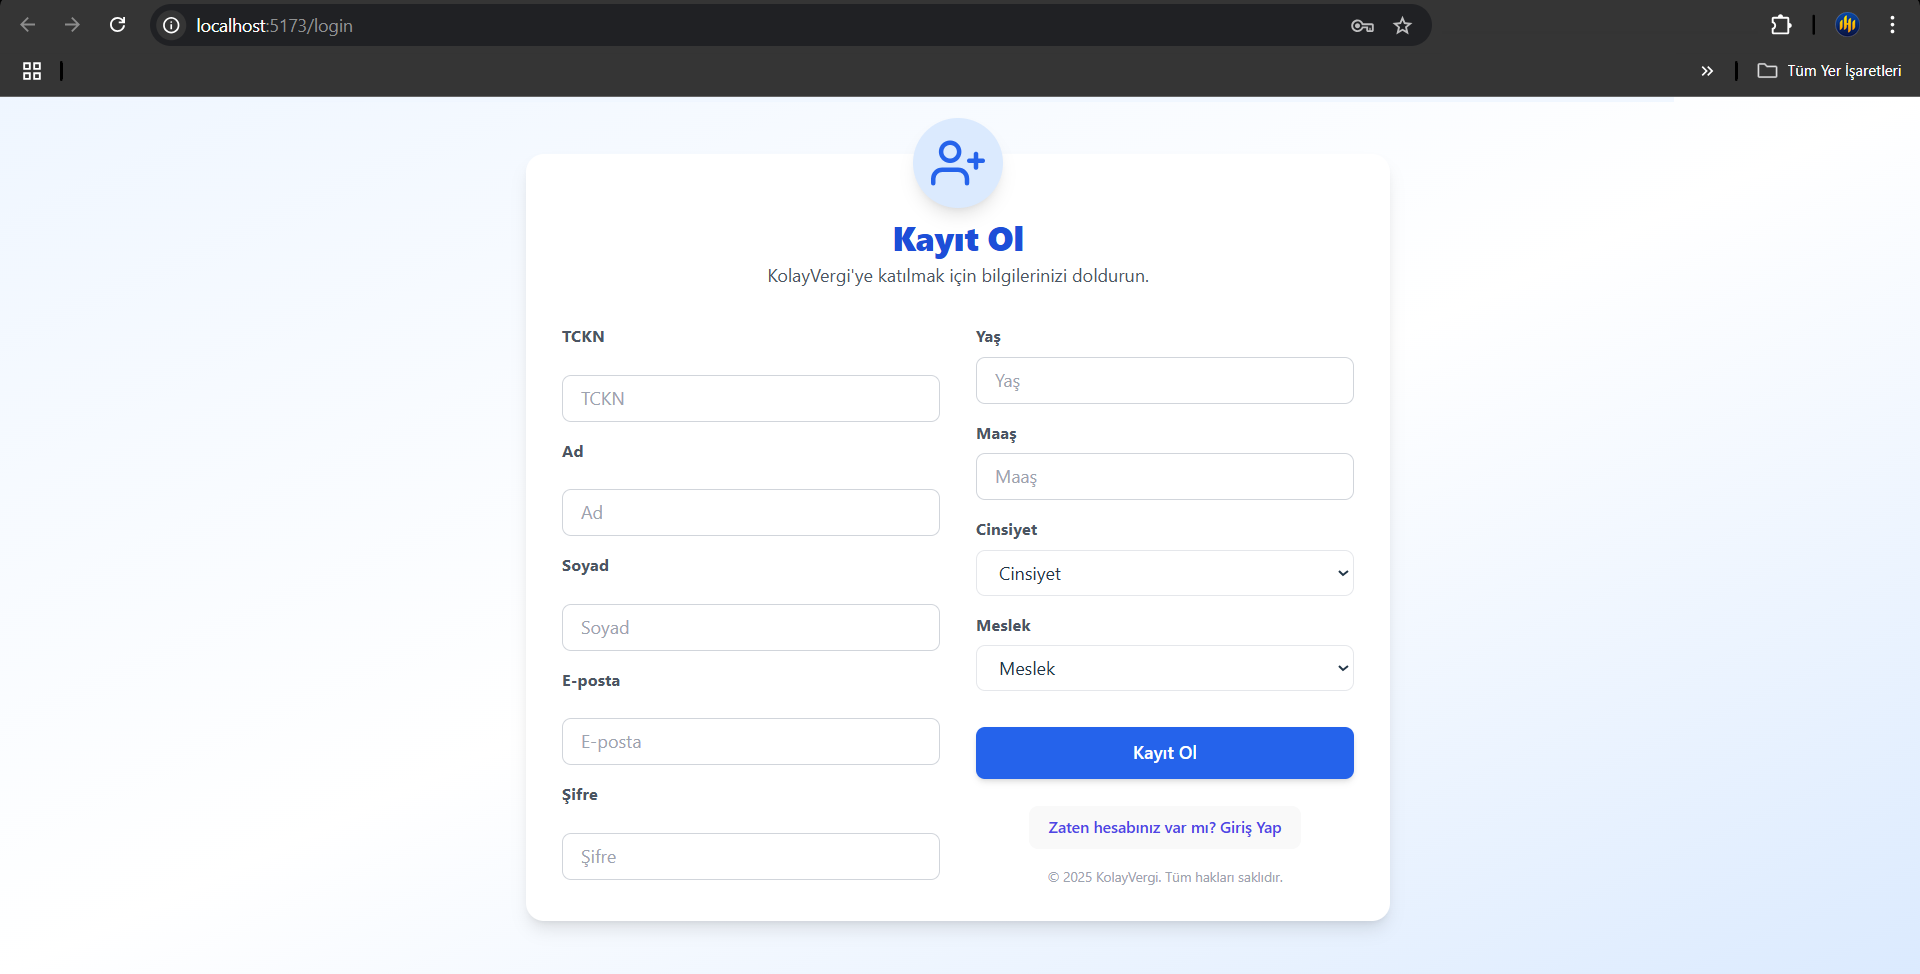 localhost:5173/login
Tüm Yer İşaretleri
Kayıt Ol
KolayVergi'ye katılmak için bilgilerinizi doldurun.
TCKN
TCKN
Ad
Ad
Soyad
Soyad
E-posta
E-posta
Şifre
Şifre
Yaş
Yaş
Maaş
Maaş
Cinsiyet
Cinsiyet
Meslek
Meslek
Kayıt Ol
Zaten hesabınız var mı? Giriş Yap
© 2025 KolayVergi. Tüm hakları saklıdır.